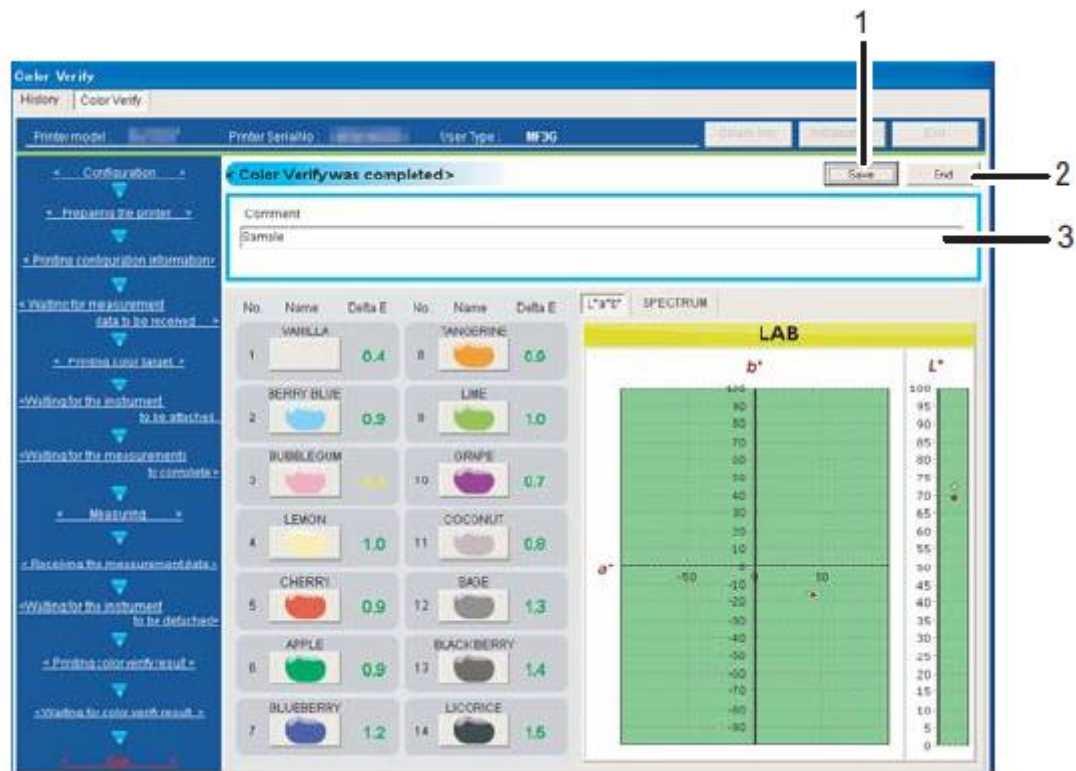 1
Color Verify
History Color Verify
Printer model : Printer SerialNo : User Type : MF3G
< Configuration >
< Color Verify was completed >
Save End 2
< Preparing the printer >
Comment
Sample 3
< Printing configuration information >
< Waiting for measurement
data to be received >
< Printing color target >
< Waiting for the instrument
to be attached
< Waiting for the measurements
to complete >
< Measuring >
< Receiving the measurement data >
< Waiting for the instrument
to be detached >
< Printing color verify result >
< Waiting for color verify result >
< End >
No. Name Delta E No. Name Delta E
1 VANILLA 0.4 8 TANGERINE 0.9
2 BERRY BLUE 0.9 9 LIME 1.0
3 BUBBLEGUM 10 GRAPE 0.7
4 LEMON 1.0 11 COCONUT 0.8
5 CHERRY 0.9 12 SAGE 1.3
6 APPLE 0.9 13 BLACKBERRY 1.4
7 BLUEBERRY 1.2 14 LICORICE 1.5
L*a*b* SPECTRUM
LAB
b* L*
100
90
80
70
60
50
40
30
20
10
a* -50 0 50
-10
-20
-30
-40
-50
-60
-70
-80
-90
100
95
90
85
80
75
70
65
60
55
50
45
40
35
30
25
20
15
10
5
0